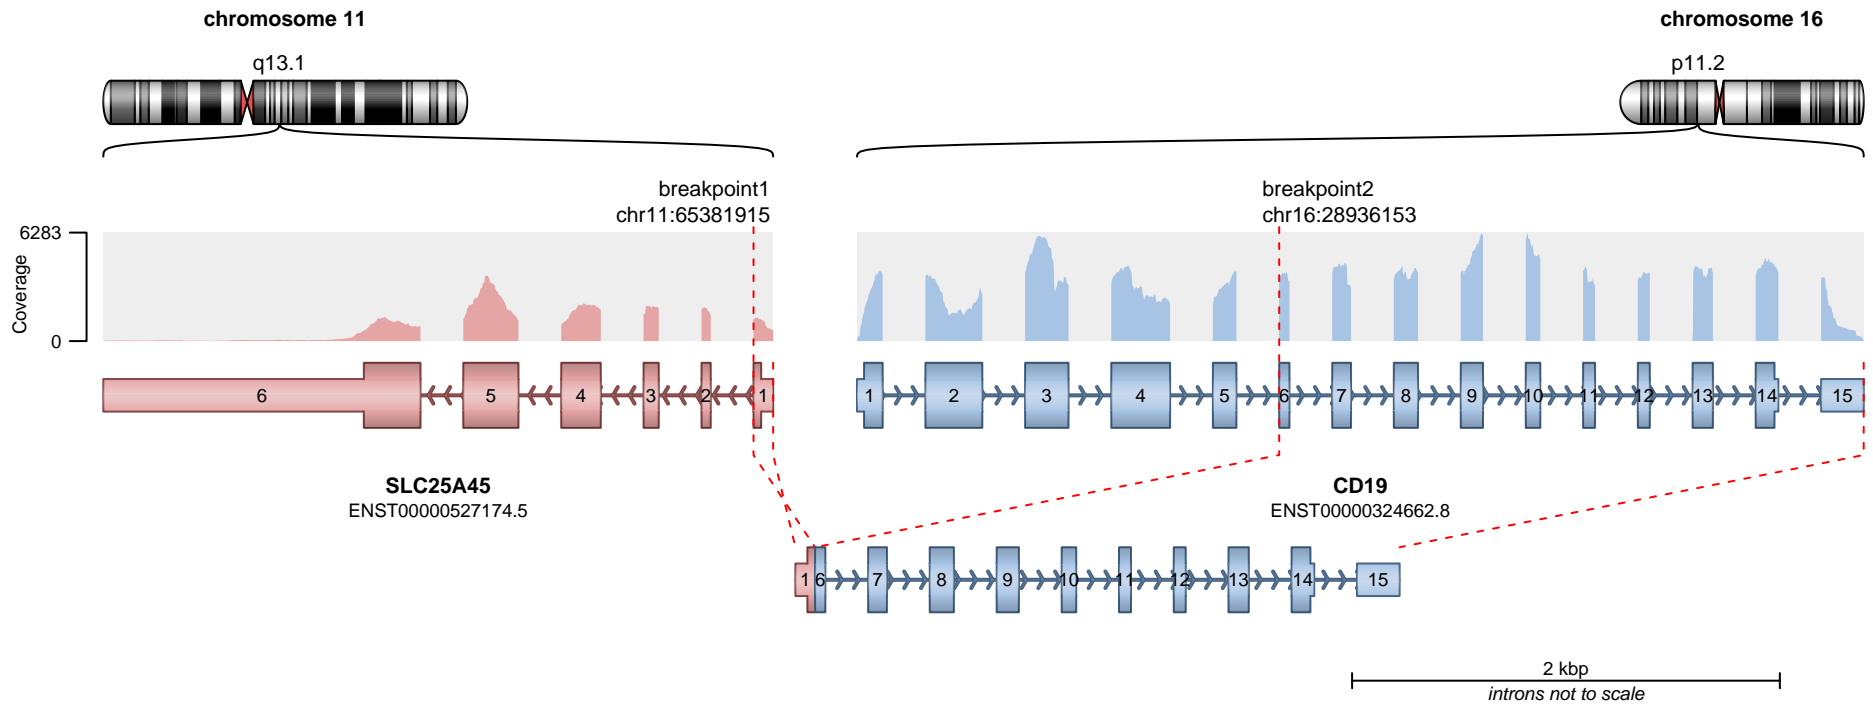 chromosome 11
chromosome 16
q13.1
p11.2
breakpoint1
chr11:65381915
breakpoint2
chr16:28936153
6283
Coverage
0
6 5 4 3 2 1
1 2 3 4 5 6 7 8 9 10 11 12 13 14 15
SLC25A45
ENST00000527174.5
CD19
ENST00000324662.8
1 6 7 8 9 10 11 12 13 14 15
2 kbp
introns not to scale